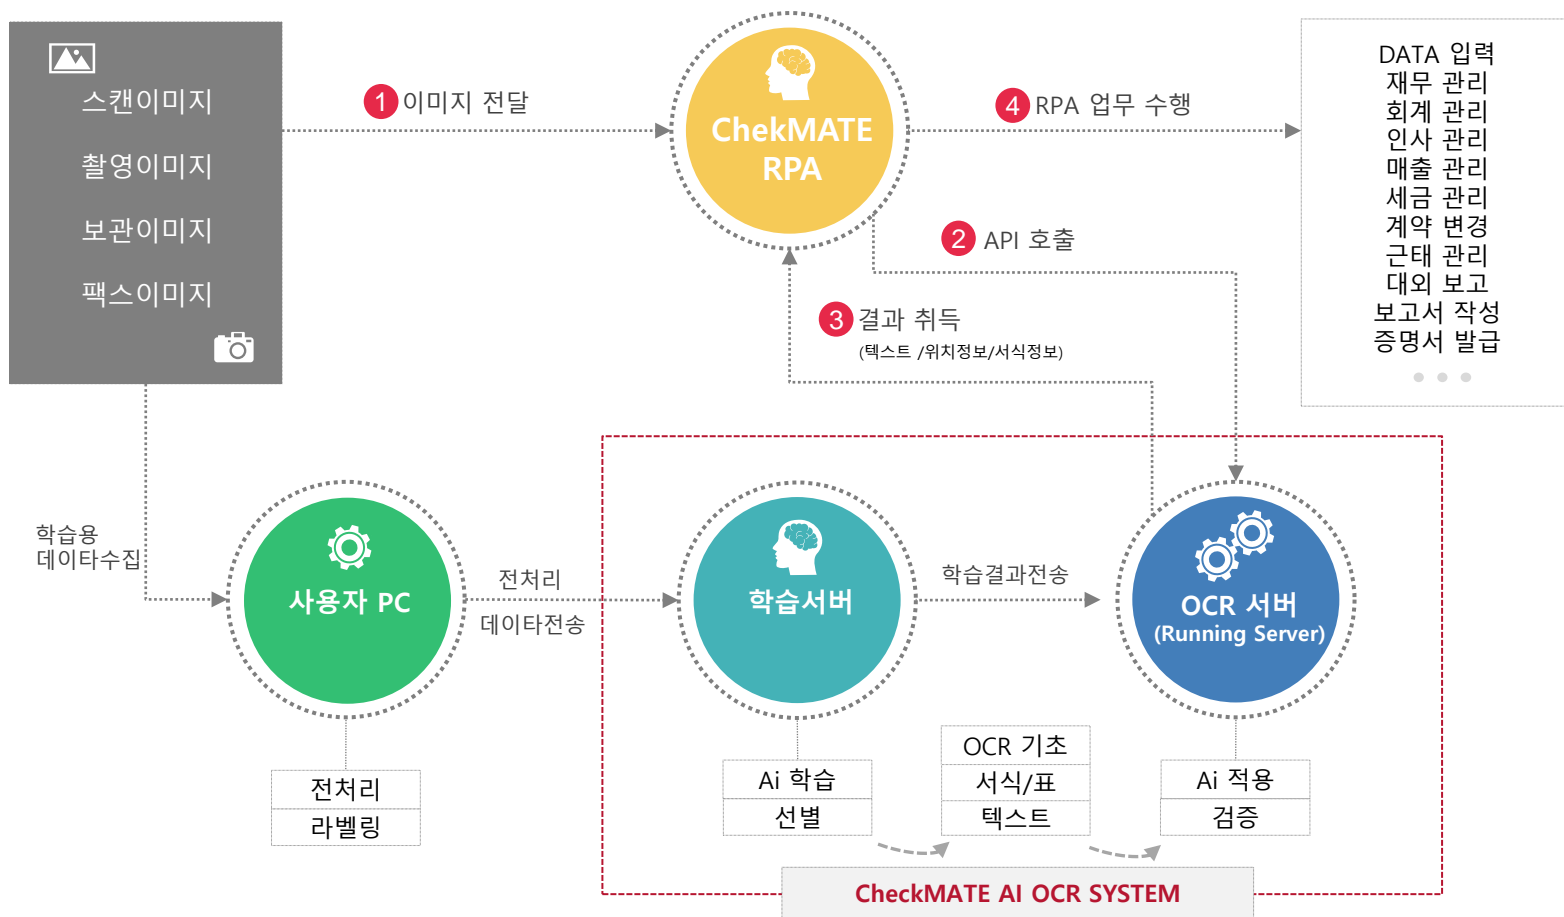 스캔이미지
촬영이미지
보관이미지
팩스이미지
1 이미지 전달
ChekMATE
RPA
4 RPA 업무 수행
DATA 입력
재무 관리
회계 관리
인사 관리
매출 관리
세금 관리
계약 변경
근태 관리
대외 보고
보고서 작성
증명서 발급
2 API 호출
3 결과 취득
(텍스트 /위치정보/서식정보)
학습용
데이타수집
사용자 PC
전처리
데이타전송
학습서버
학습결과전송
OCR 서버
(Running Server)
전처리
라벨링
Ai 학습
선별
OCR 기초
서식/표
텍스트
Ai 적용
검증
CheckMATE AI OCR SYSTEM